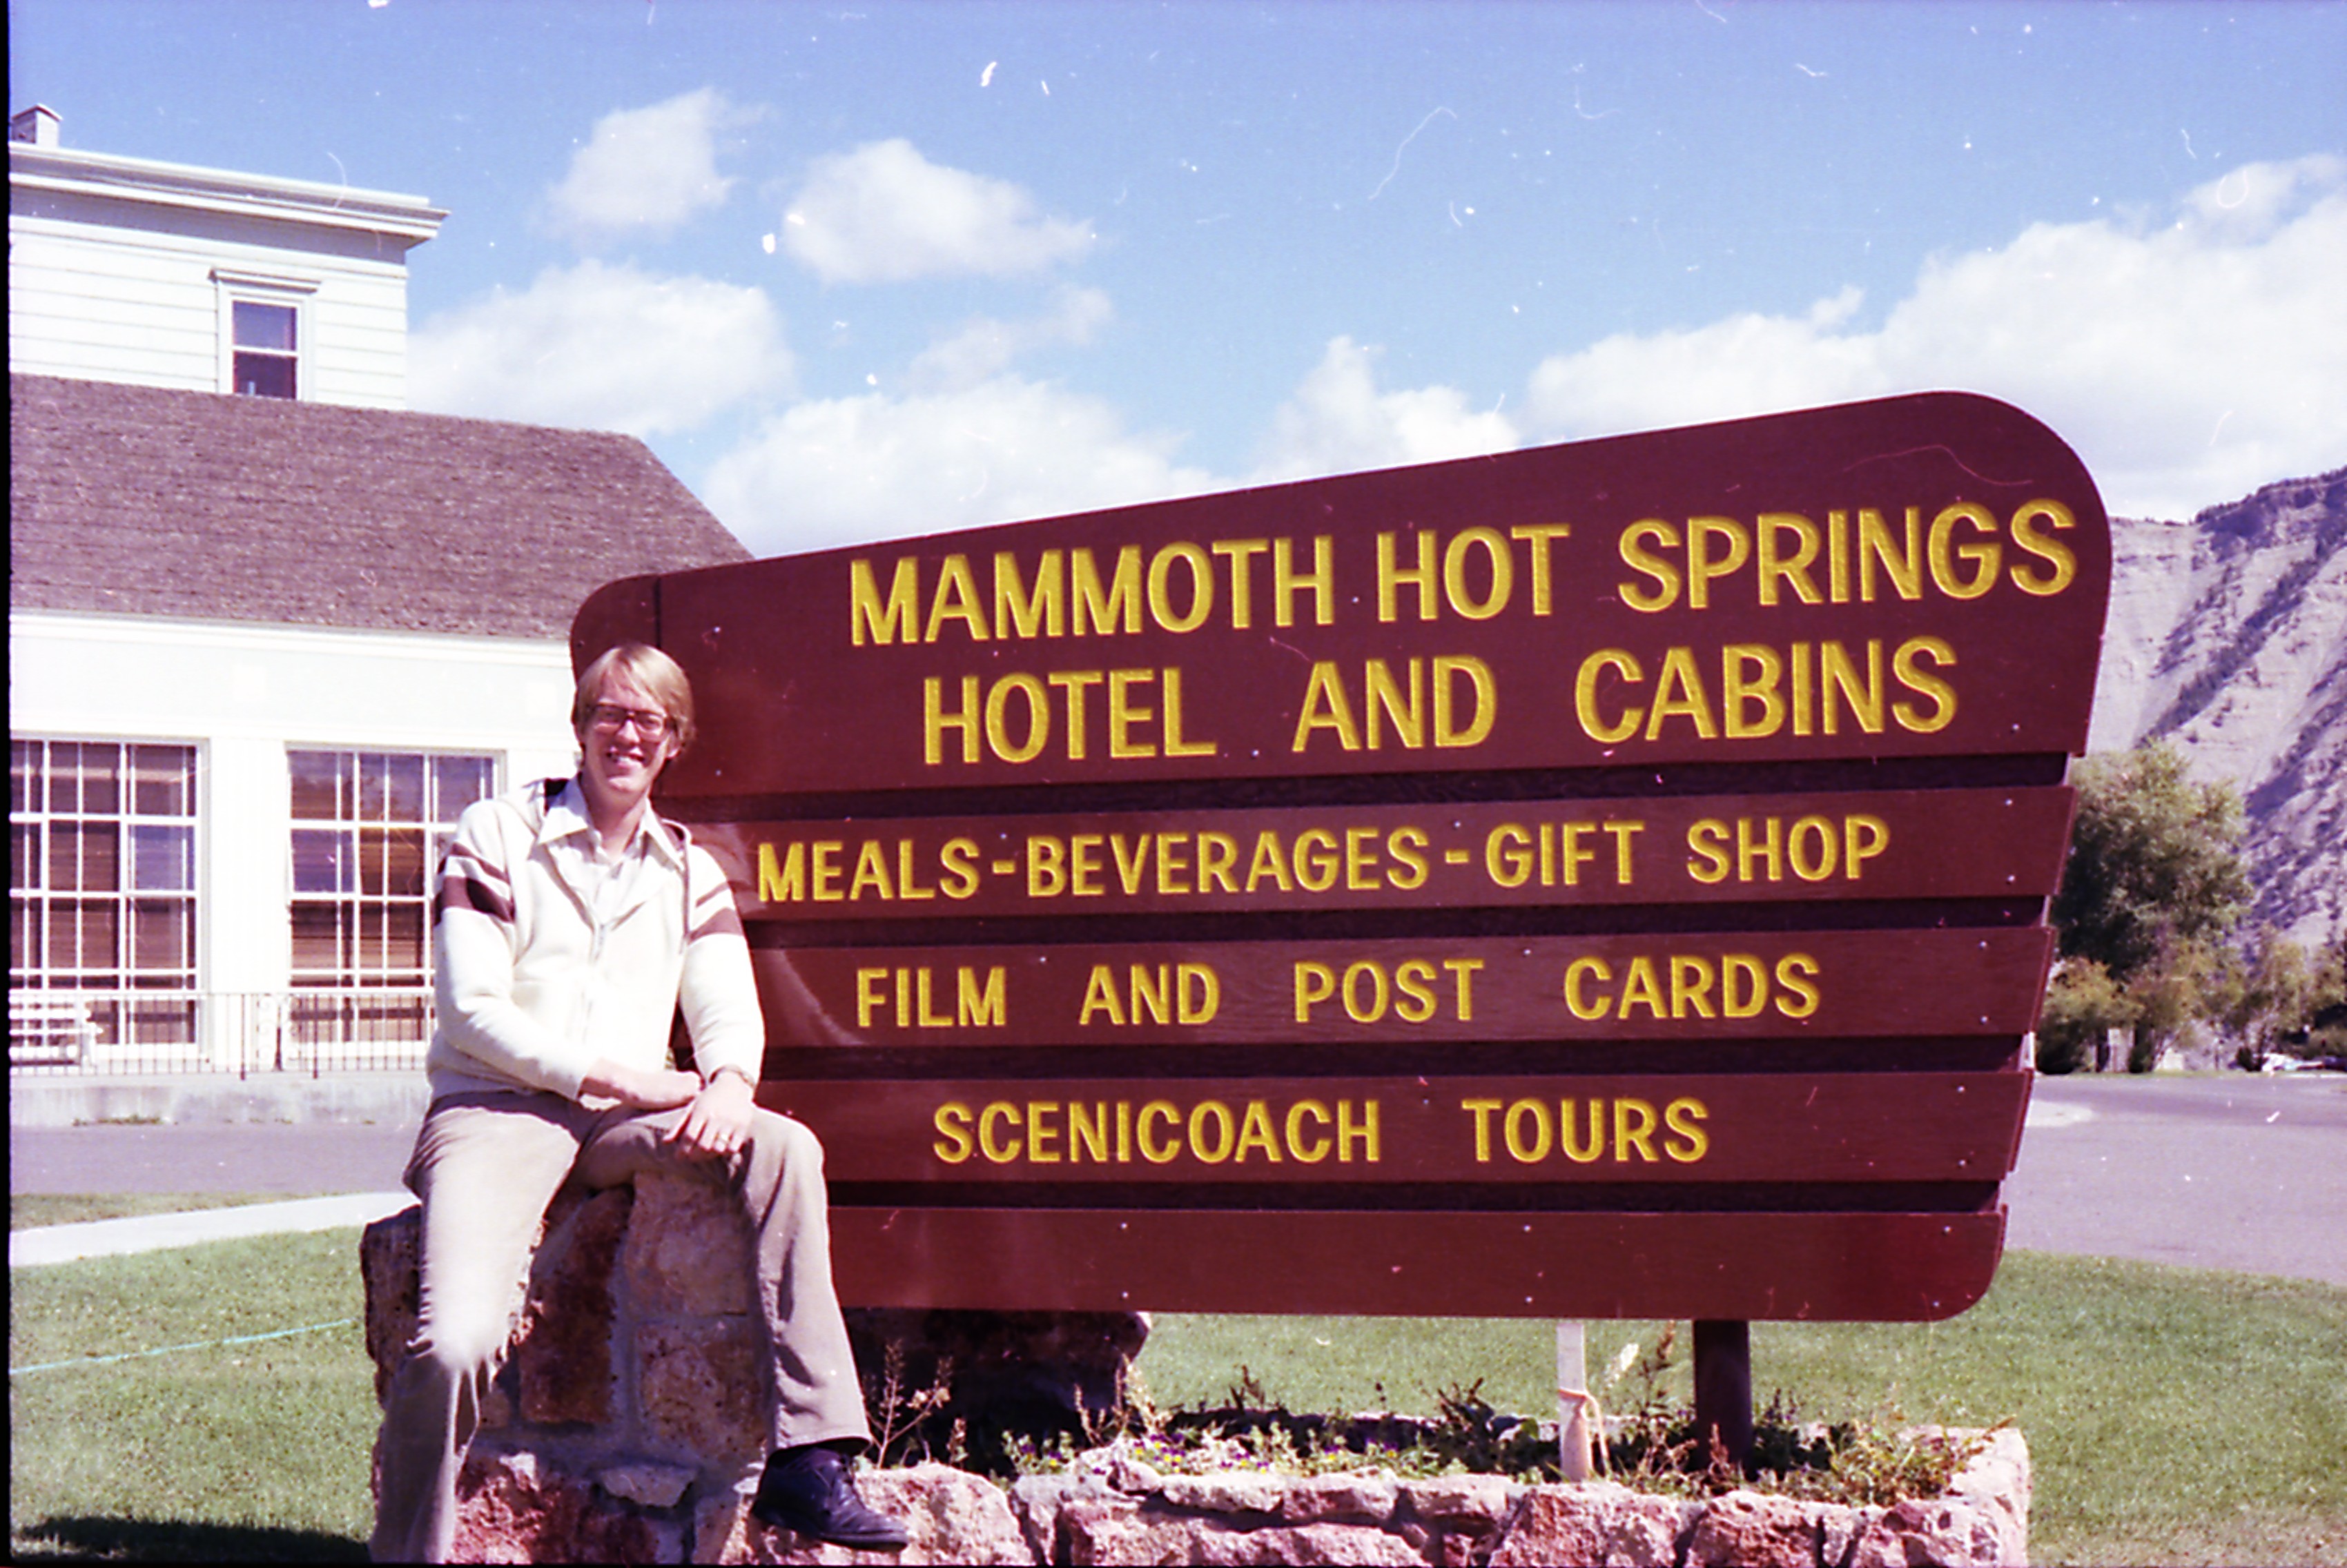 MAMMOTH HOT SPRINGS
HOTEL AND CABINS
MEALS-BEVERAGES-GIFT SHOP
FILM AND POST CARDS
SCENICOACH TOURS